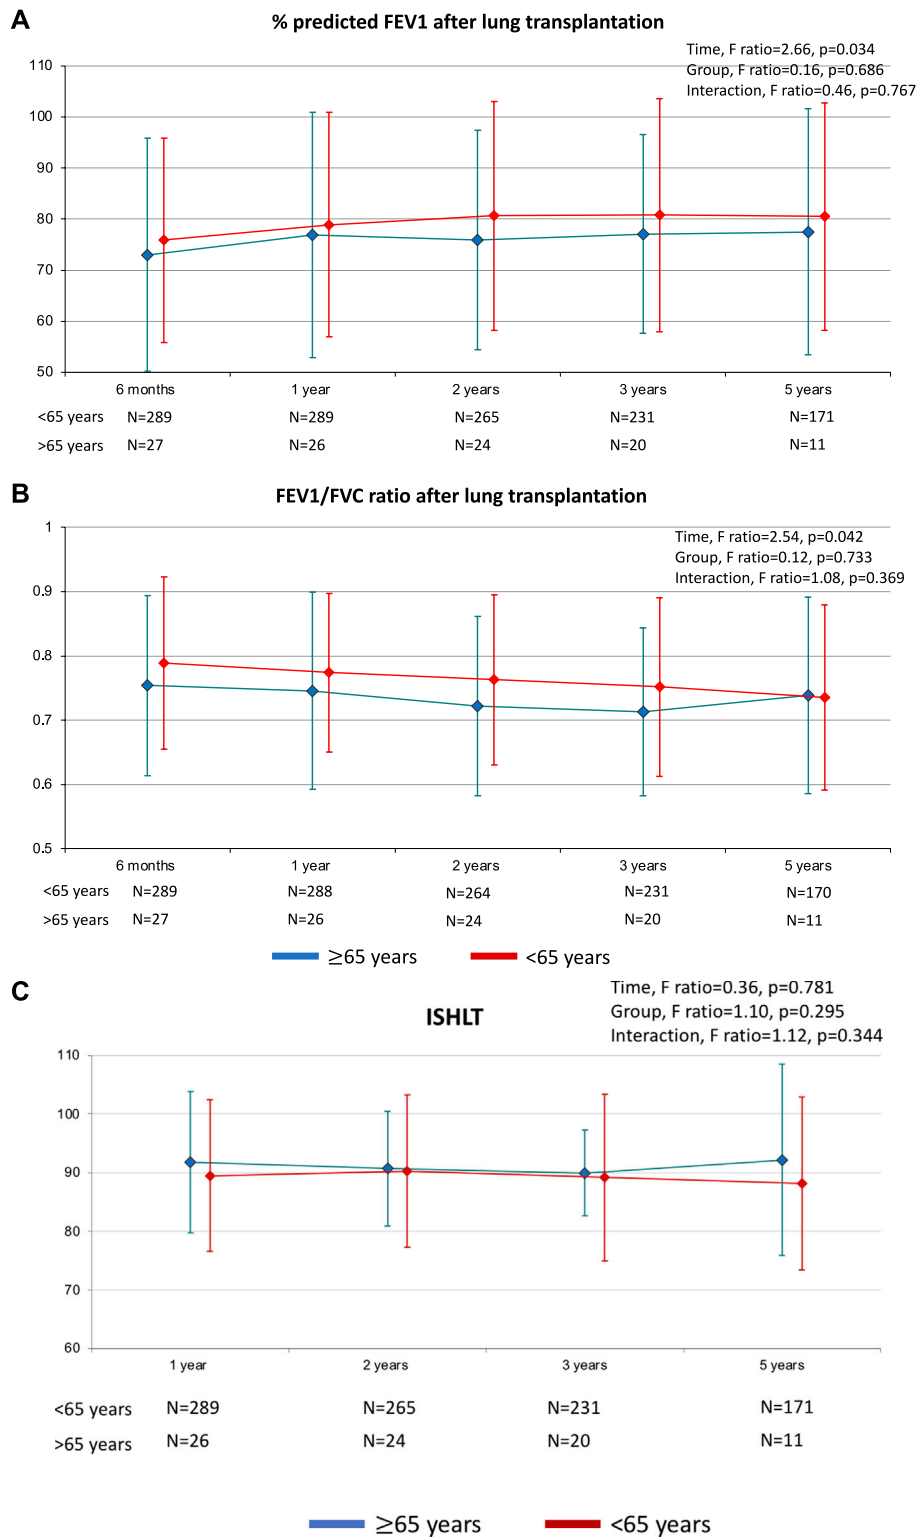 A
% predicted FEV1 after lung transplantation
Time, F ratio=2.66, p=0.034
Group, F ratio=0.16, p=0.686
Interaction, F ratio=0.46, p=0.767
110
100
90
80
70
60
50
6 months 1 year 2 years 3 years 5 years
<65 years N=289 N=289 N=265 N=231 N=171
>65 years N=27 N=26 N=24 N=20 N=11
B
FEV1/FVC ratio after lung transplantation
Time, F ratio=2.54, p=0.042
Group, F ratio=0.12, p=0.733
Interaction, F ratio=1.08, p=0.369
1
0.9
0.8
0.7
0.6
0.5
6 months 1 year 2 years 3 years 5 years
<65 years N=289 N=288 N=264 N=231 N=170
>65 years N=27 N=26 N=24 N=20 N=11
≥65 years <65 years
C
ISHLT
Time, F ratio=0.36, p=0.781
Group, F ratio=1.10, p=0.295
Interaction, F ratio=1.12, p=0.344
110
100
90
80
70
60
1 year 2 years 3 years 5 years
<65 years N=289 N=265 N=231 N=171
>65 years N=26 N=24 N=20 N=11
≥65 years <65 years